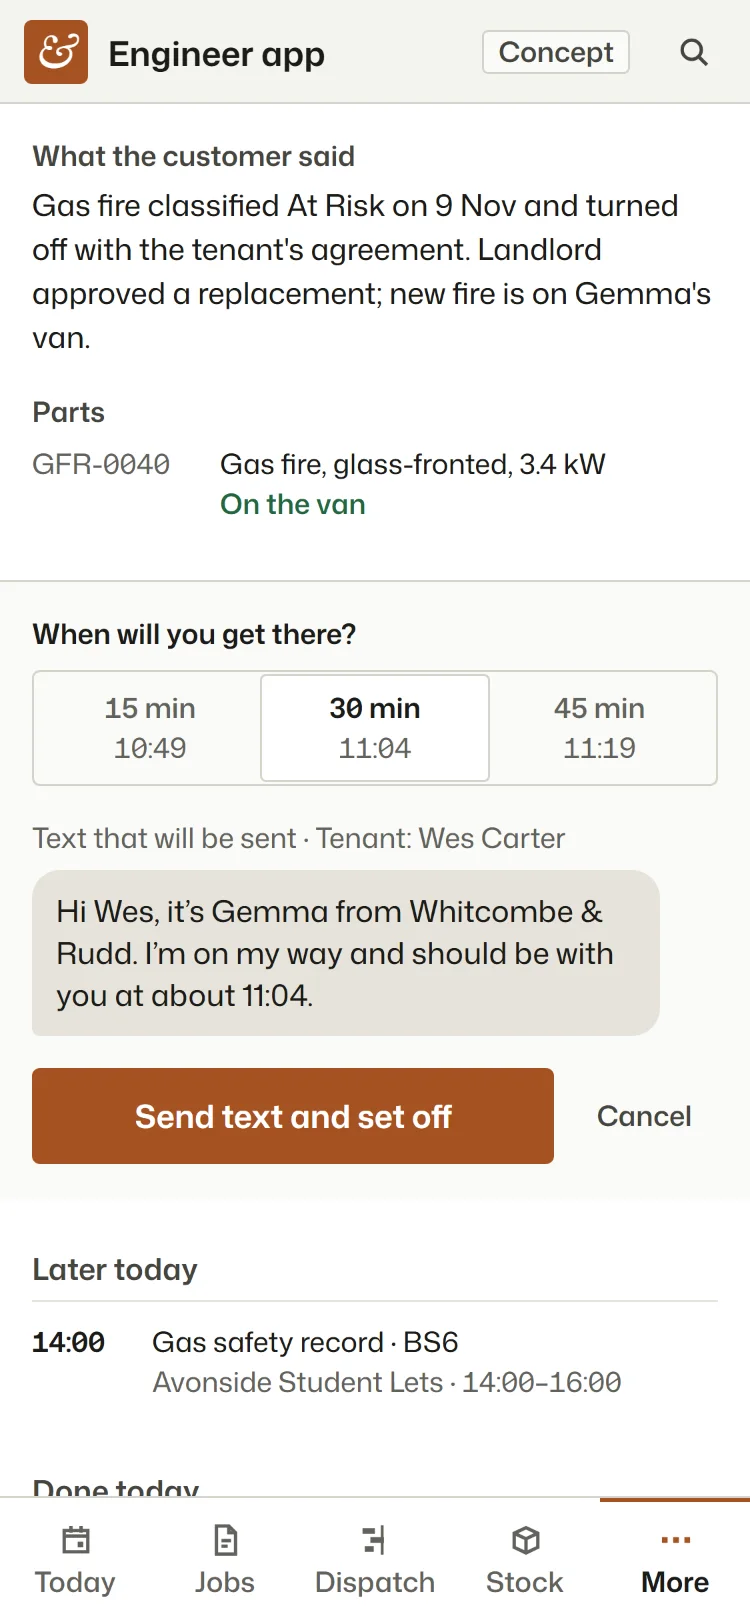 &
Engineer app
Concept
What the customer said
Gas fire classified At Risk on 9 Nov and turned
off with the tenant's agreement. Landlord
approved a replacement; new fire is on Gemma's
van.
Parts
GFR-0040
Gas fire, glass-fronted, 3.4 kW
On the van
When will you get there?
15 min
10:49
30 min
11:04
45 min
11:19
Text that will be sent · Tenant: Wes Carter
Hi Wes, it’s Gemma from Whitcombe &
Rudd. I’m on my way and should be with
you at about 11:04.
Send text and set off
Cancel
Later today
14:00
Gas safety record · BS6
Avonside Student Lets · 14:00–16:00
Done today
Today
Jobs
Dispatch
Stock
More